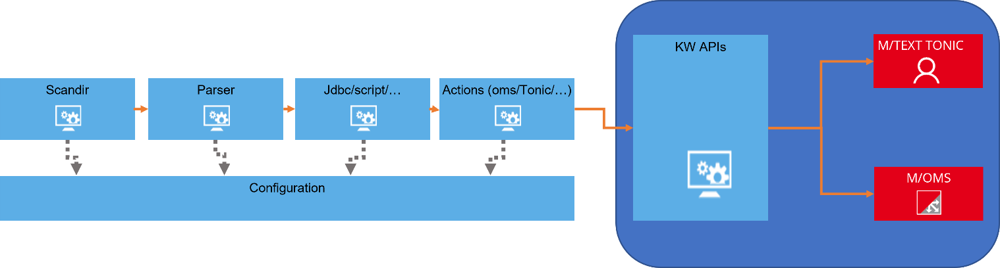 Scandir
Parser
Jdbc/script/…
Actions (oms/Tonic/…)
Configuration
KW APIs
M/TEXT TONIC
M/OMS